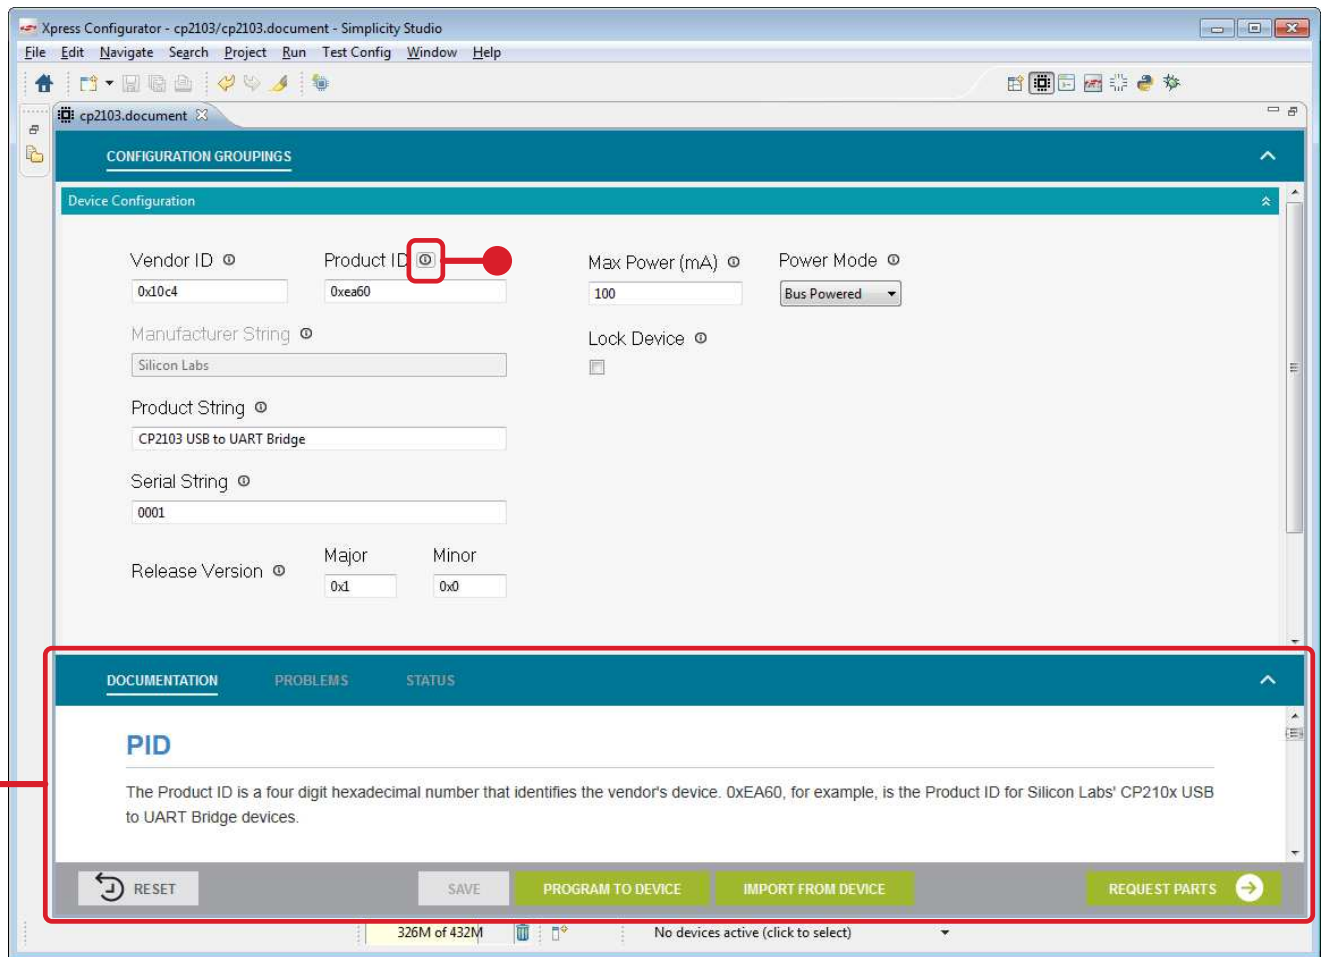 Xpress Configurator - cp2103/cp2103.document - Simplicity Studio
File Edit Navigate Search Project Run Test Config Window Help
cp2103.document
CONFIGURATION GROUPINGS
Device Configuration
Vendor ID Product ID Max Power (mA) Power Mode
0x10c4 0xea60 100 Bus Powered
Manufacturer String Lock Device
Silicon Labs
Product String
CP2103 USB to UART Bridge
Serial String
0001
Major Minor
Release Version
0x1 0x0
DOCUMENTATION PROBLEMS STATUS
PID
The Product ID is a four digit hexadecimal number that identifies the vendor's device. 0xEA60, for example, is the Product ID for Silicon Labs' CP210x USB
to UART Bridge devices.
RESET SAVE PROGRAM TO DEVICE IMPORT FROM DEVICE REQUEST PARTS
326M of 432M No devices active (click to select)